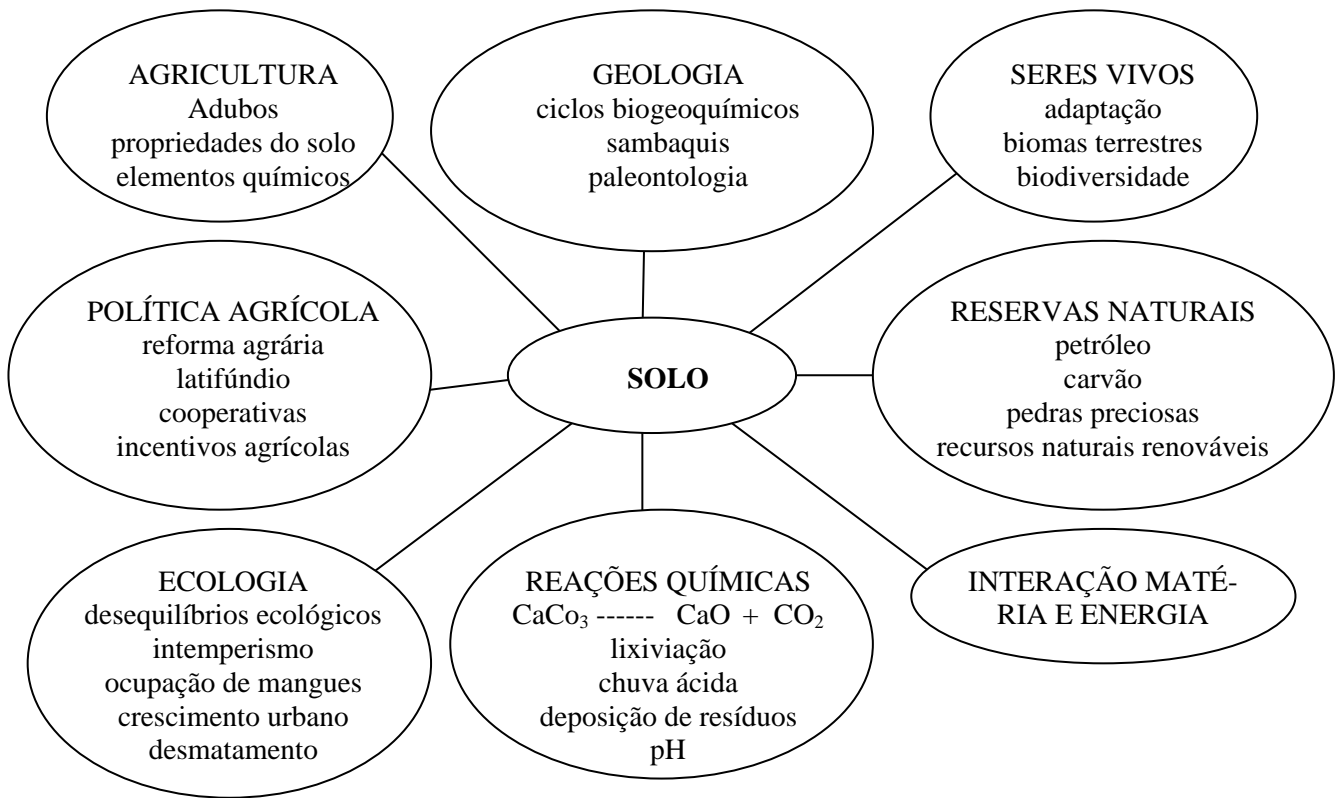 AGRICULTURA
Adubos
propriedades do solo
elementos químicos
GEOLOGIA
ciclos biogeoquímicos
sambaquis
paleontologia
SERES VIVOS
adaptação
biomas terrestres
biodiversidade
POLÍTICA AGRÍCOLA
reforma agrária
latifúndio
cooperativas
incentivos agrícolas
SOLO
RESERVAS NATURAIS
petróleo
carvão
pedras preciosas
recursos naturais renováveis
ECOLOGIA
desequilíbrios ecológicos
intemperismo
ocupação de mangues
crescimento urbano
desmatamento
REAÇÕES QUÍMICAS
CaCo₃ ------ CaO + CO₂
lixiviação
chuva ácida
deposição de resíduos
pH
INTERAÇÃO MATÉ-
RIA E ENERGIA